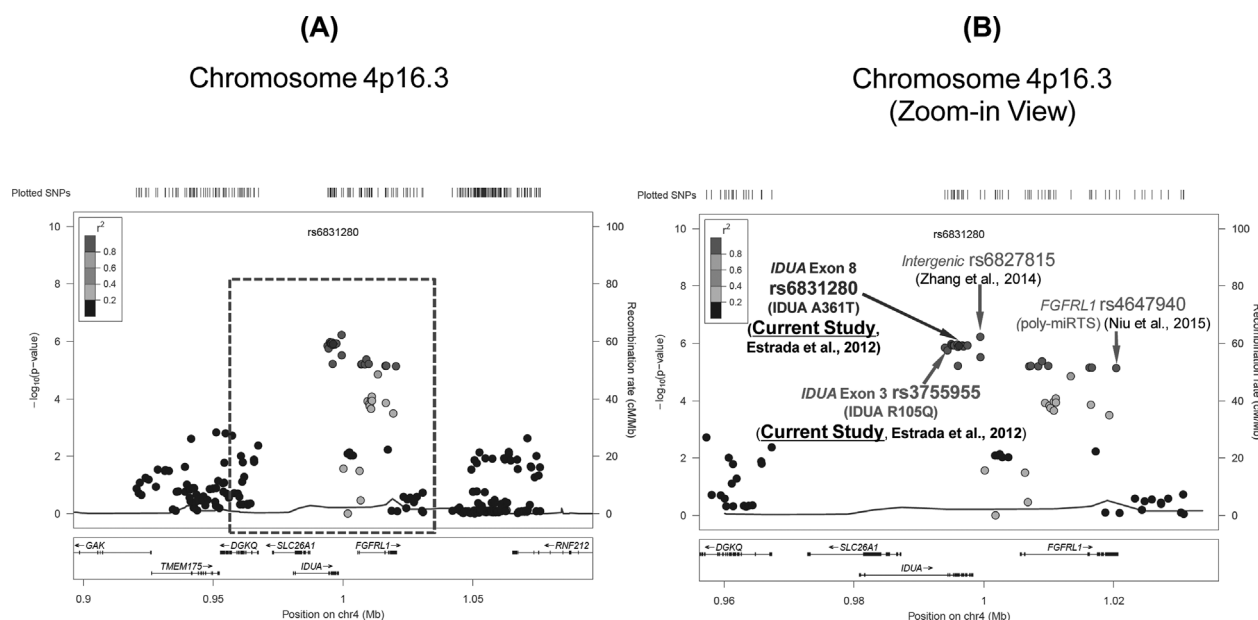 (A)
Chromosome 4p16.3
Plotted SNPs
10
8
6
4
2
0
−log10(p−value)
r2
0.8
0.6
0.4
0.2
rs6831280
100
80
60
40
20
0
Recombination rate (cM/Mb)
←GAK
←DGKQ
←SLC26A1
FGFRL1→
←RNF212
TMEM175→
IDUA→
0.9
0.95
1
1.05
Position on chr4 (Mb)
(B)
Chromosome 4p16.3
(Zoom-in View)
Plotted SNPs
10
8
6
4
2
0
−log10(p−value)
r2
0.8
0.6
0.4
0.2
rs6831280
IDUA Exon 8
rs6831280
(IDUA A361T)
(Current Study,
Estrada et al., 2012)
Intergenic rs6827815
(Zhang et al., 2014)
FGFRL1 rs4647940
(poly-miRTS) (Niu et al., 2015)
IDUA Exon 3 rs3755955
(IDUA R105Q)
(Current Study, Estrada et al., 2012)
100
80
60
40
20
0
Recombination rate (cM/Mb)
←DGKQ
←SLC26A1
FGFRL1→
IDUA→
0.96
0.98
1
1.02
Position on chr4 (Mb)